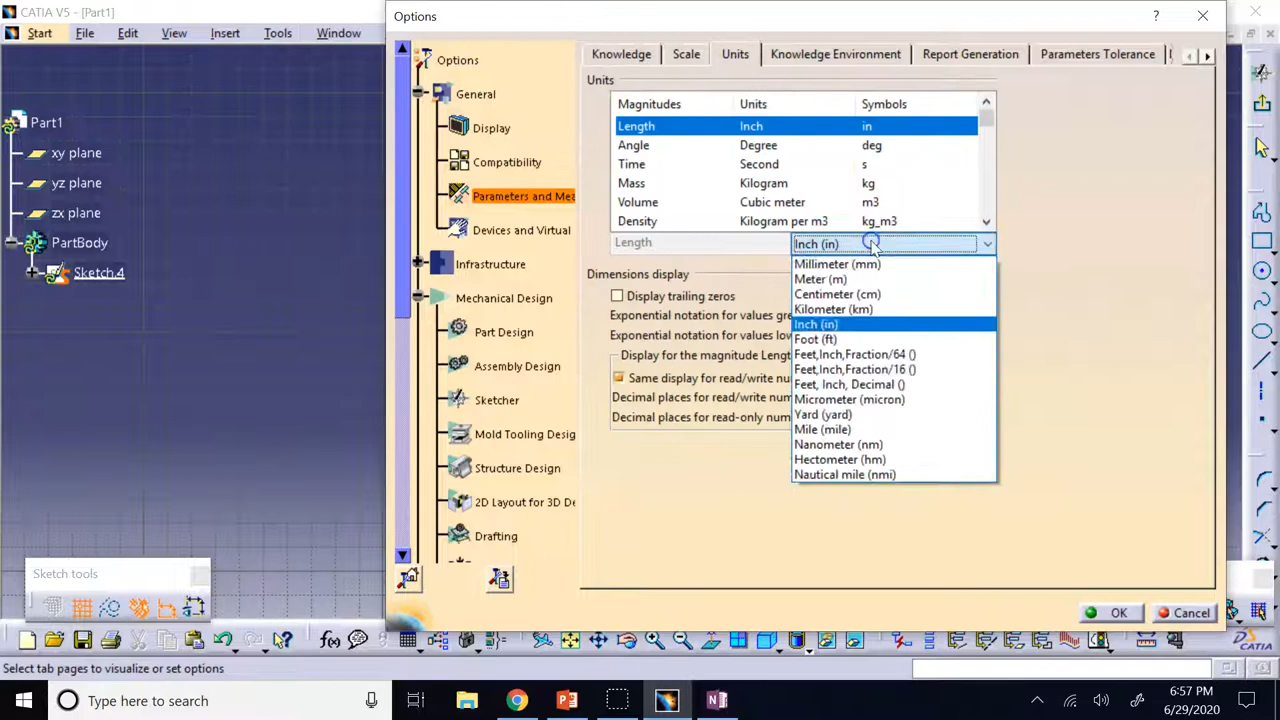 CATIA V5 - [Part1]
Start File Edit View Insert Tools Window
Part1
xy plane
yz plane
zx plane
PartBody
Sketch.4
Sketch tools
Options
?
Options
General
Display
Compatibility
Parameters and Mea
Devices and Virtual
Infrastructure
Mechanical Design
Part Design
Assembly Design
Sketcher
Mold Tooling Desig
Structure Design
2D Layout for 3D De
Drafting
Knowledge Scale Units Knowledge Environment Report Generation Parameters Tolerance
Units
Magnitudes Units Symbols
Length Inch in
Angle Degree deg
Time Second s
Mass Kilogram kg
Volume Cubic meter m3
Density Kilogram per m3 kg_m3
Length Inch (in)
Millimeter (mm)
Meter (m)
Centimeter (cm)
Kilometer (km)
Inch (in)
Foot (ft)
Feet,Inch,Fraction/64 ()
Feet,Inch,Fraction/16 ()
Feet, Inch, Decimal ()
Micrometer (micron)
Yard (yard)
Mile (mile)
Nanometer (nm)
Hectometer (hm)
Nautical mile (nmi)
Dimensions display
Display trailing zeros
Exponential notation for values gre
Exponential notation for values low
Display for the magnitude Leng
Same display for read/write num
Decimal places for read/write nu
Decimal places for read-only num
OK Cancel
f(x)
CATIA
Select tab pages to visualize or set options
Type here to search
6:57 PM
6/29/2020